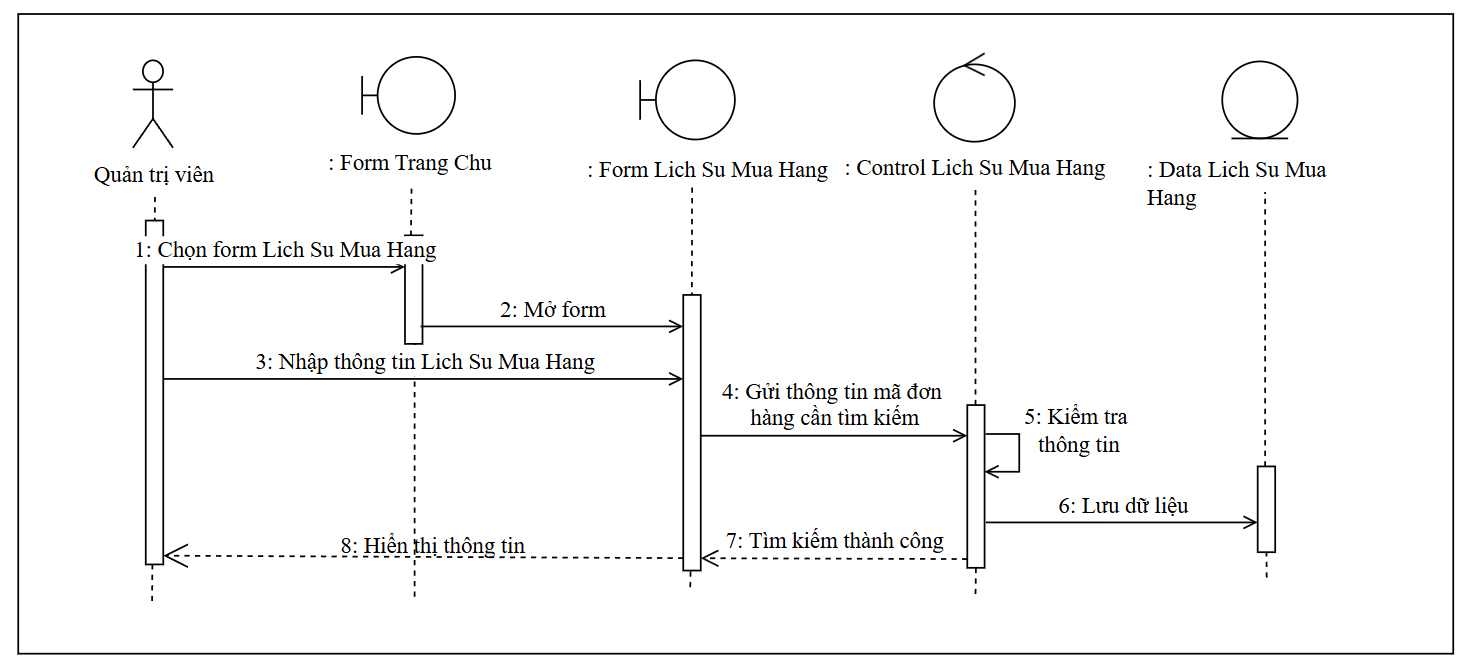 Quản trị viên
: Form Trang Chu
: Form Lich Su Mua Hang
: Control Lich Su Mua Hang
: Data Lich Su Mua
Hang
1: Chọn form Lich Su Mua Hang
2: Mở form
3: Nhập thông tin Lich Su Mua Hang
4: Gửi thông tin mã đơn
hàng cần tìm kiếm
5: Kiểm tra
thông tin
6: Lưu dữ liệu
7: Tìm kiếm thành công
8: Hiển thị thông tin